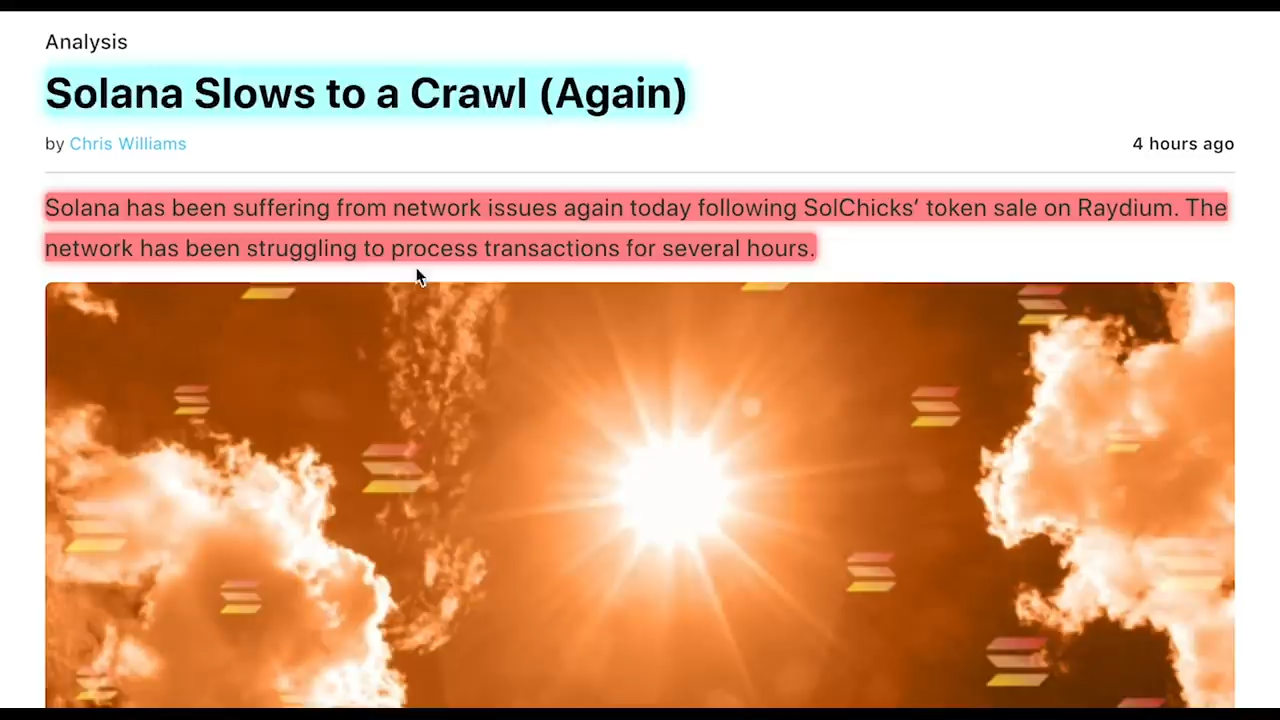 Analysis
Solana Slows to a Crawl (Again)
by Chris Williams
4 hours ago
Solana has been suffering from network issues again today following SolChicks’ token sale on Raydium. The
network has been struggling to process transactions for several hours.